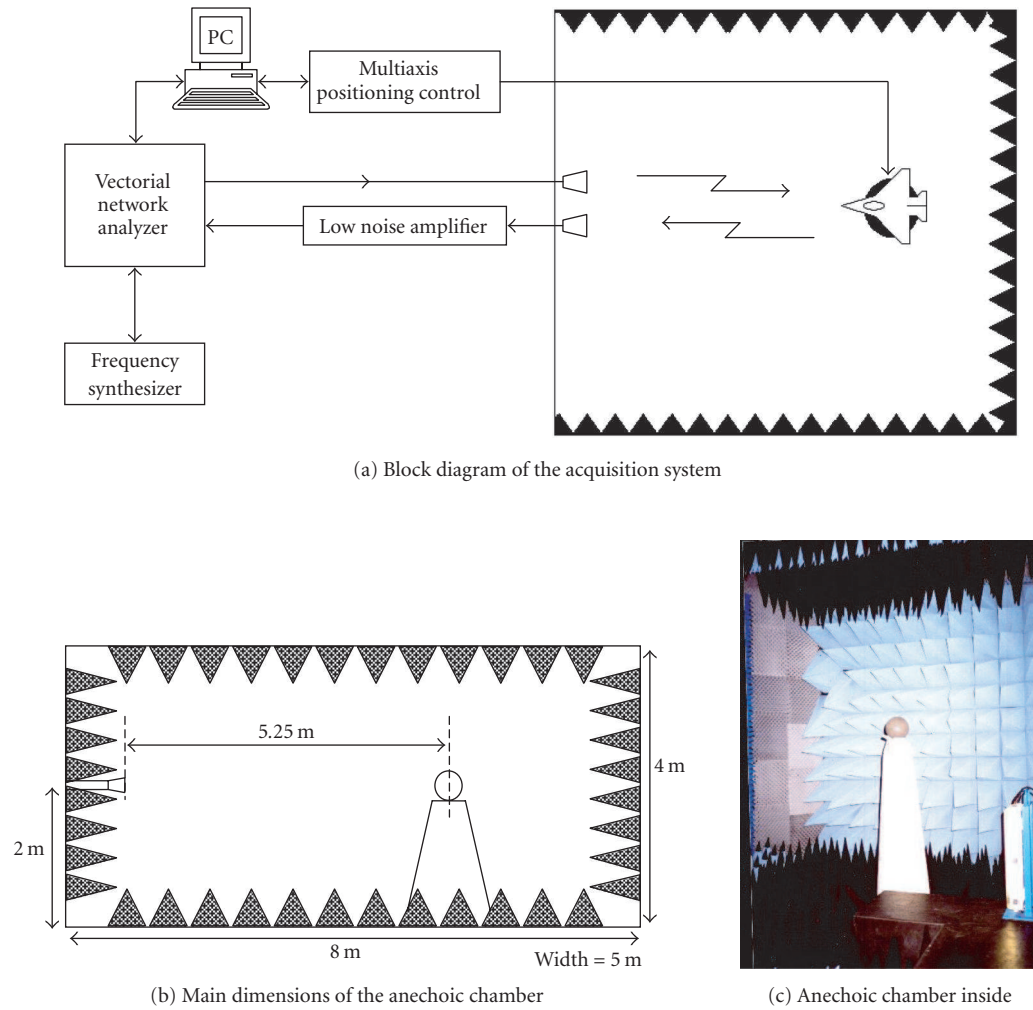 PC
Multiaxis
positioning control
Vectorial
network
analyzer
Low noise amplifier
Frequency
synthesizer
(a) Block diagram of the acquisition system
5.25 m
4 m
2 m
8 m
Width = 5 m
(b) Main dimensions of the anechoic chamber
(c) Anechoic chamber inside